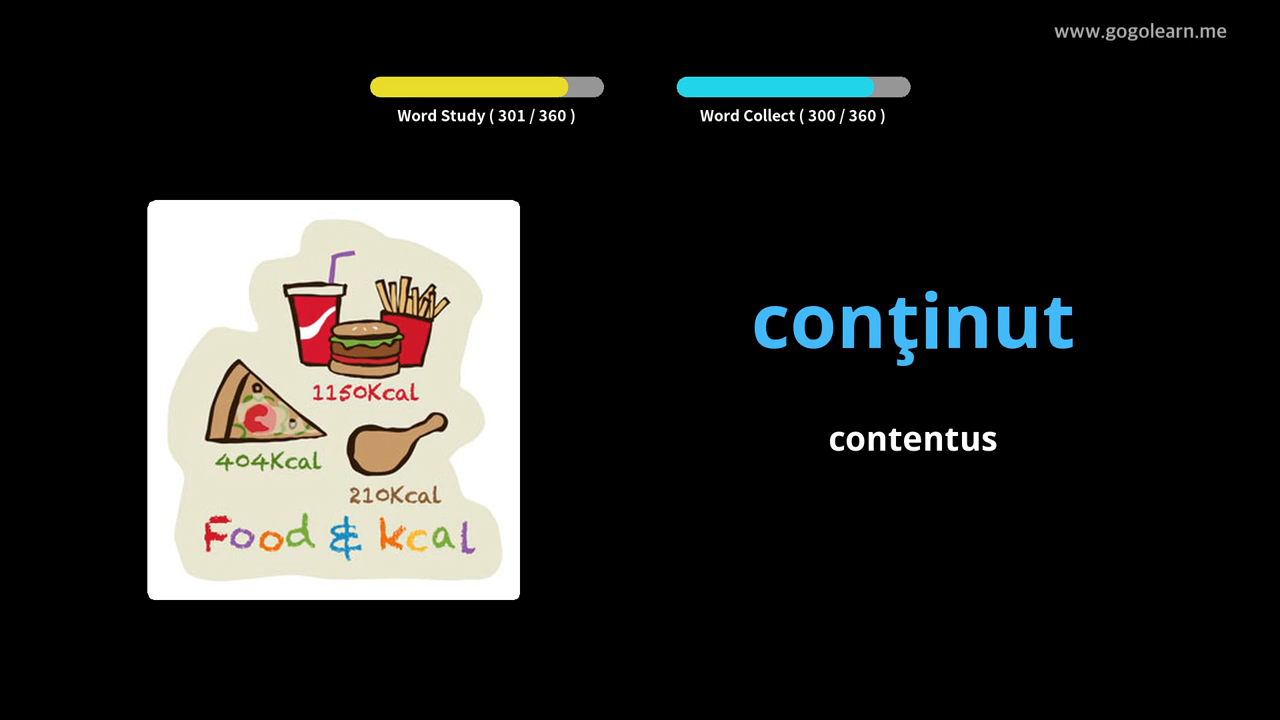 www.gogolearn.me
Word Study ( 301 / 360 )
Word Collect ( 300 / 360 )
1150Kcal
404Kcal
210Kcal
Food & kcal
conţinut
contentus